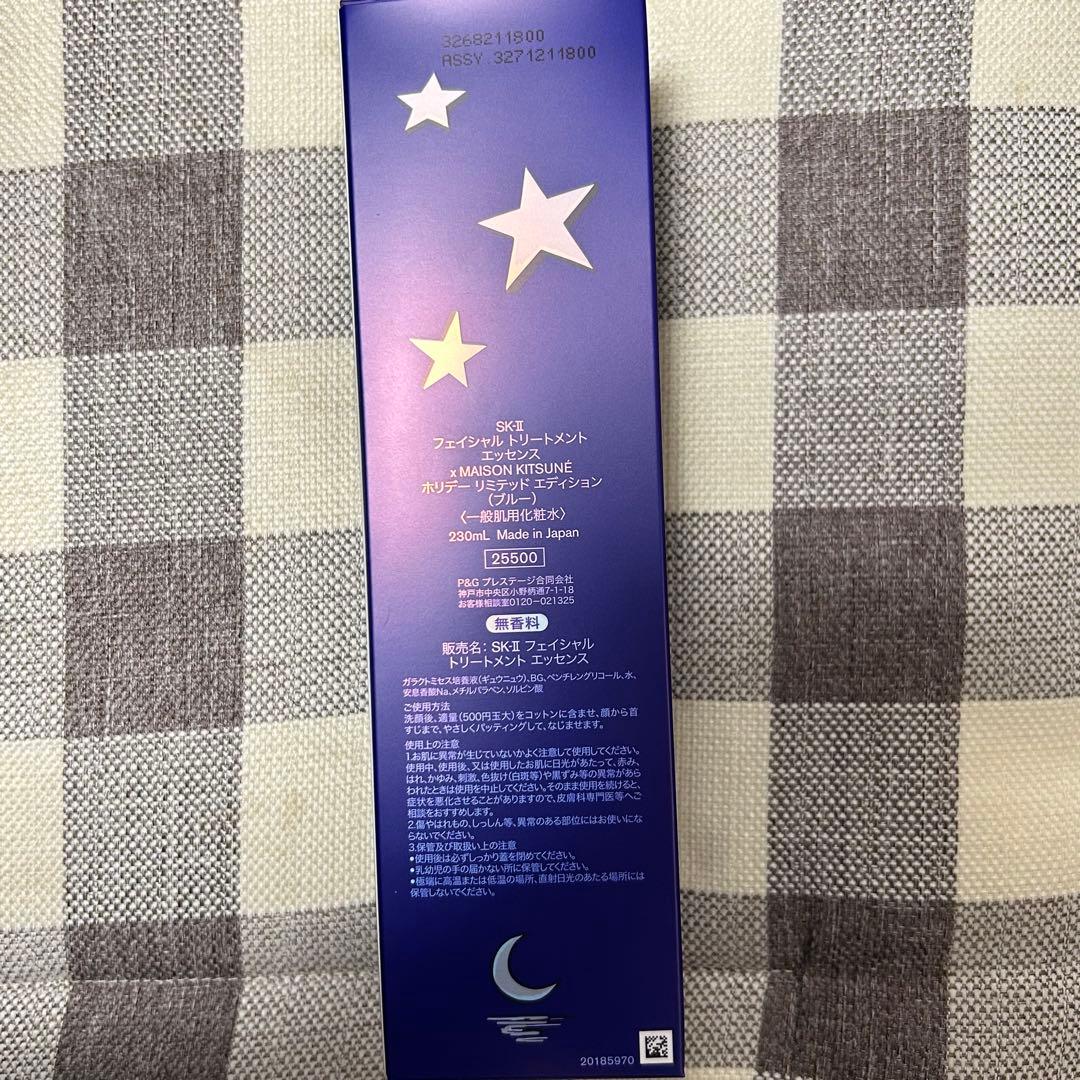 3268211800
ASSY 3271211800
SK-II
フェイシャル トリートメント
エッセンス
x MAISON KITSUNÉ
ホリデー リミテッド エディション
(ブルー)
〈一般肌用化粧水〉
230mL Made in Japan
25500
P&G プレステージ合同会社
神戸市中央区小野柄通7-1-18
お客様相談室0120-021325
無香料
販売名: SK-II フェイシャル
トリートメント エッセンス
ガラクトミセス培養液(ギュウニュウ)、BG、ペンチレングリコール、水、
安息香酸Na、メチルパラベン、ソルビン酸
ご使用方法
洗顔後、適量(500円玉大)をコットンに含ませ、顔から首
すじまで、やさしくパッティングして、なじませます。
使用上の注意
1.お肌に異常が生じていないかよく注意して使用してください。
使用中、使用後、又は使用したお肌に日光があたって、赤み、
はれ、かゆみ、刺激、色抜け(白斑等)や黒ずみ等の異常があら
われたときは使用を中止してください。そのまま使用を続けると、
症状を悪化させることがありますので、皮膚科専門医等へご
相談をおすすめします。
2.傷やはれもの、しっしん等、異常のある部位にはお使いにな
らないでください。
3.保管及び取扱い上の注意
•使用後は必ずしっかり蓋を閉めてください。
•乳幼児の手の届かない所に保管してください。
•極端に高温または低温の場所、直射日光のあたる場所には
保管しないでください。
20185970